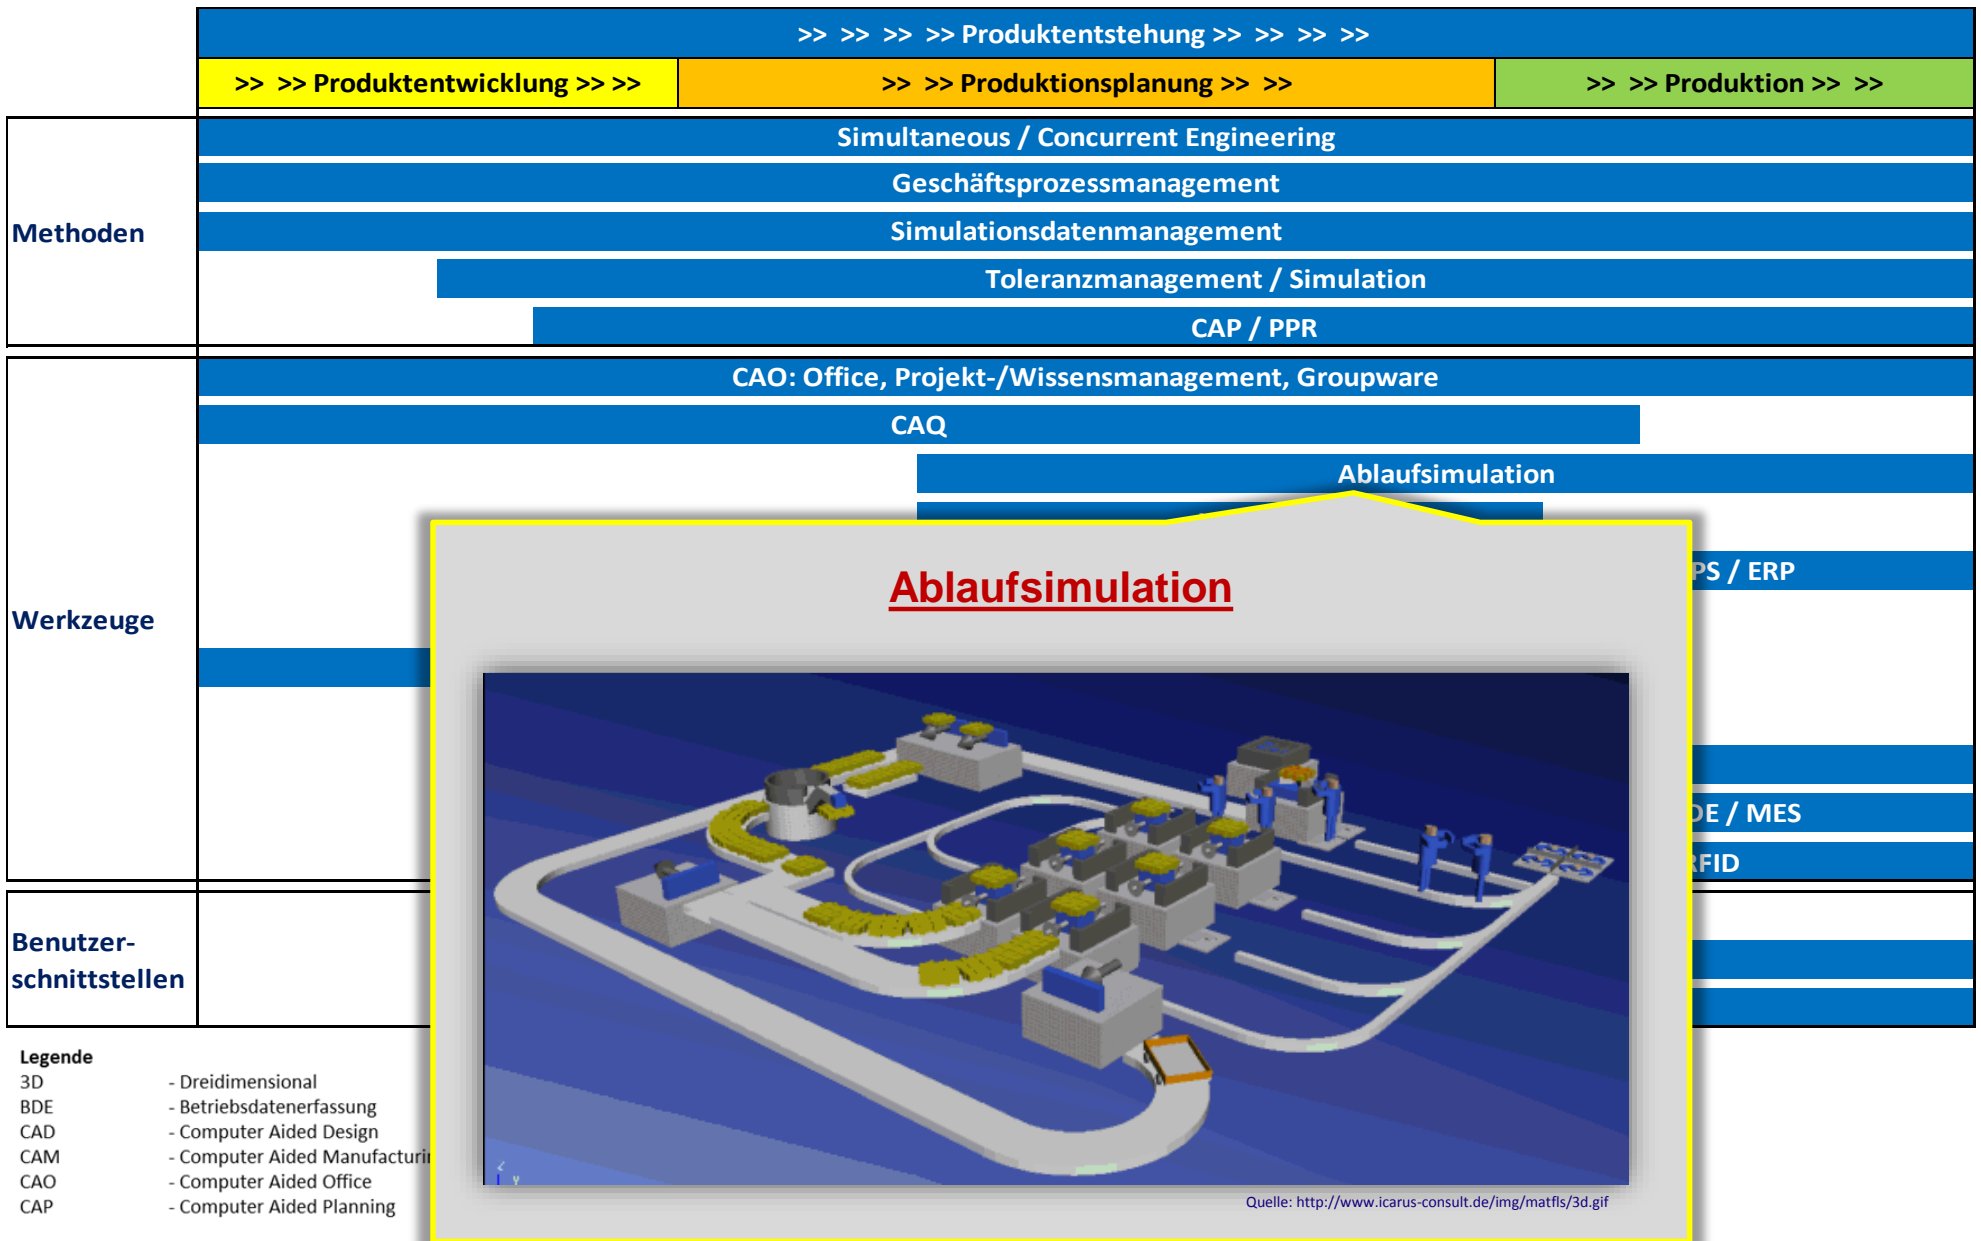 >> >> >> >> Produktentstehung >> >> >> >>
>> >> Produktentwicklung >> >>
>> >> Produktionsplanung >> >>
>> >> Produktion >> >>
Methoden
Simultaneous / Concurrent Engineering
Geschäftsprozessmanagement
Simulationsdatenmanagement
Toleranzmanagement / Simulation
CAP / PPR
Werkzeuge
CAO: Office, Projekt-/Wissensmanagement, Groupware
CAQ
Ablaufsimulation
PS / ERP
DE / MES
FID
Benutzer-
schnittstellen
Ablaufsimulation
Z
Y
Quelle: http://www.icarus-consult.de/img/matfls/3d.gif
Legende
3D - Dreidimensional
BDE - Betriebsdatenerfassung
CAD - Computer Aided Design
CAM - Computer Aided Manufacturi
CAO - Computer Aided Office
CAP - Computer Aided Planning